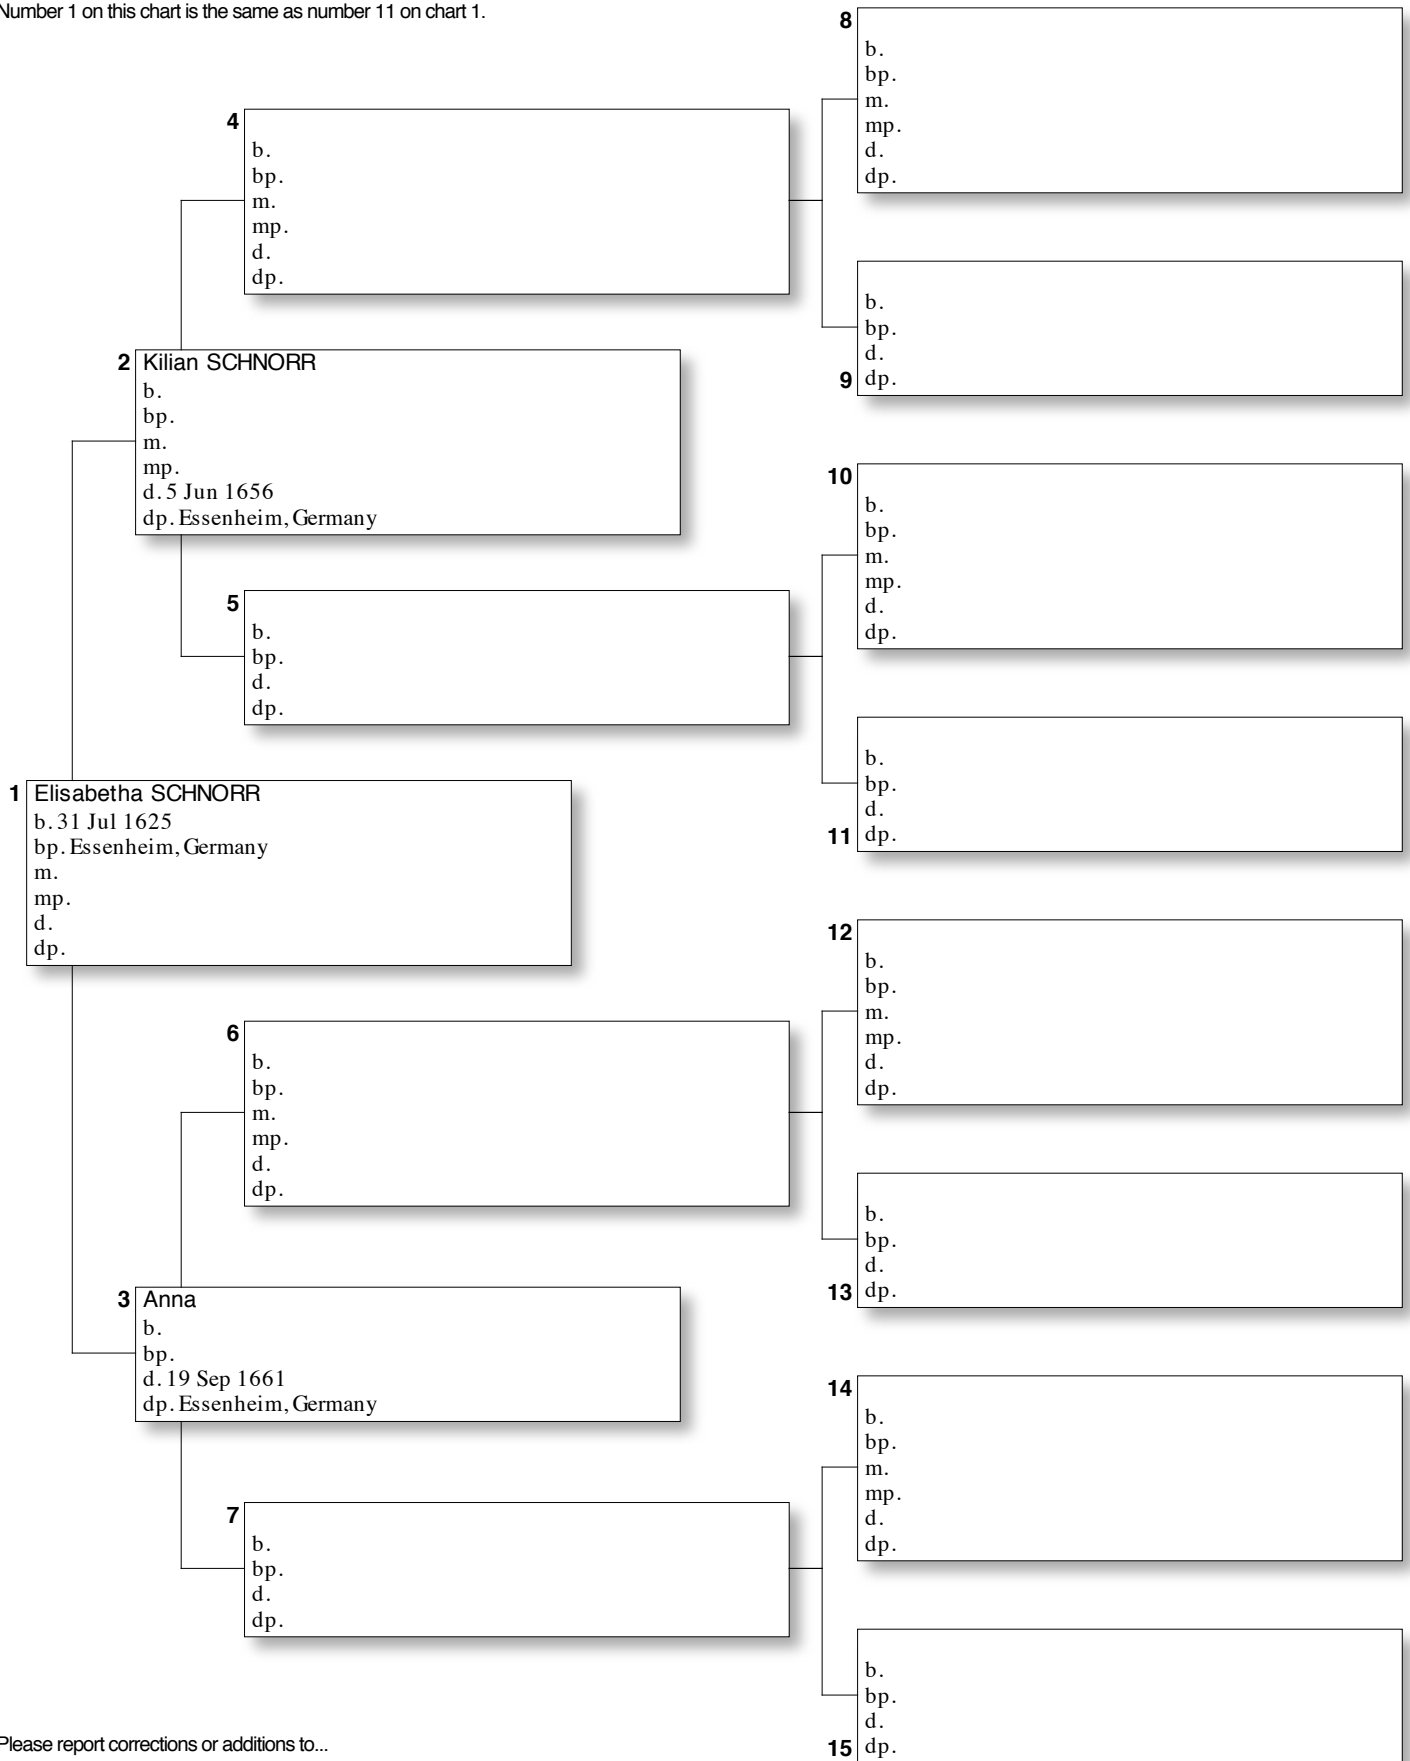 Number 1 on this chart is the same as number 11 on chart 1.
8
b.
bp.
m.
mp.
d.
dp.
4
b.
bp.
m.
mp.
d.
dp.
b.
bp.
d.
9 dp.
2 Kilian SCHNORR
b.
bp.
m.
mp.
d. 5 Jun 1656
dp. Essenheim, Germany
10
b.
bp.
m.
mp.
d.
dp.
5
b.
bp.
d.
dp.
b.
bp.
d.
11 dp.
1 Elisabetha SCHNORR
b. 31 Jul 1625
bp. Essenheim, Germany
m.
mp.
d.
dp.
12
b.
bp.
m.
mp.
d.
dp.
6
b.
bp.
m.
mp.
d.
dp.
b.
bp.
d.
13 dp.
3 Anna
b.
bp.
d. 19 Sep 1661
dp. Essenheim, Germany
14
b.
bp.
m.
mp.
d.
dp.
7
b.
bp.
d.
dp.
b.
bp.
d.
15 dp.
Please report corrections or additions to...